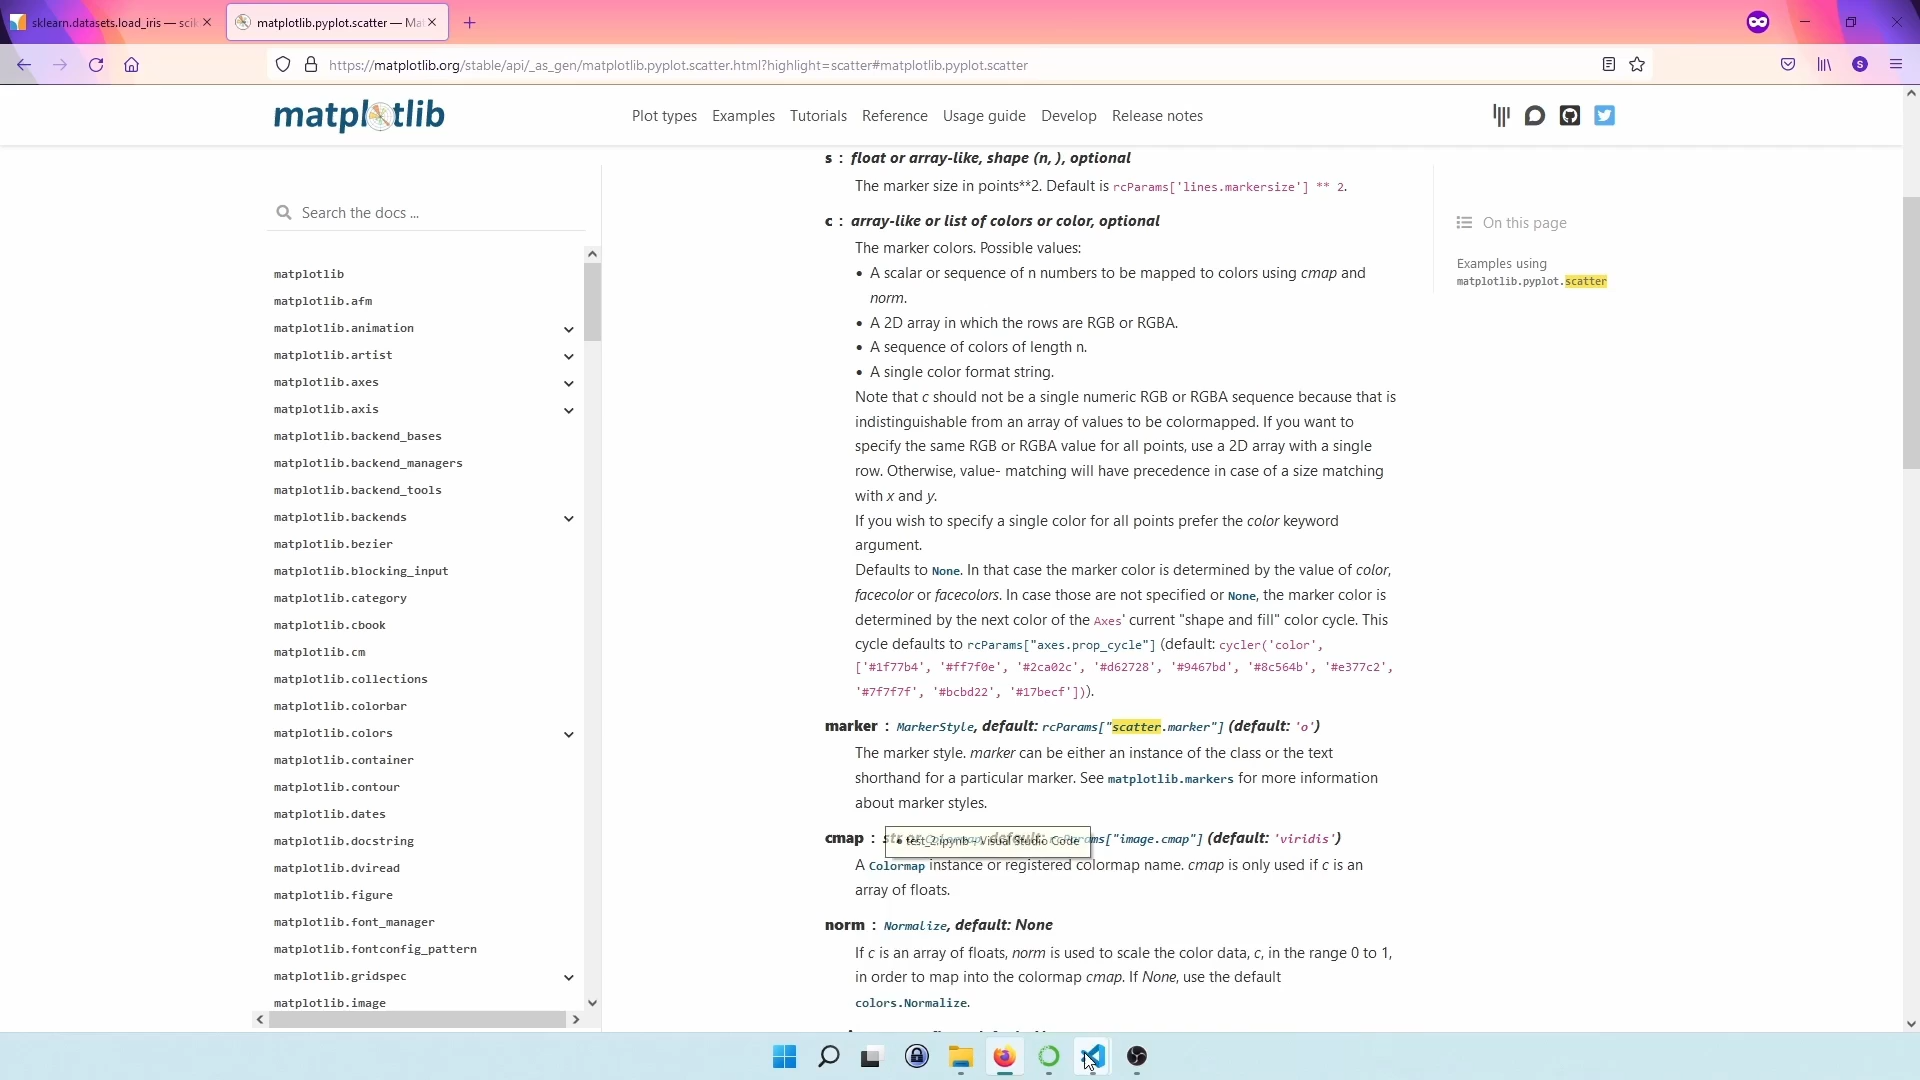 sklearn.datasets.load_iris — scik
matplotlib.pyplot.scatter — Ma
https://matplotlib.org/stable/api/_as_gen/matplotlib.pyplot.scatter.html?highlight=scatter#matplotlib.pyplot.scatter
S
matplotlib
Plot types Examples Tutorials Reference Usage guide Develop Release notes
Search the docs ...
matplotlib
matplotlib.afm
matplotlib.animation
matplotlib.artist
matplotlib.axes
matplotlib.axis
matplotlib.backend_bases
matplotlib.backend_managers
matplotlib.backend_tools
matplotlib.backends
matplotlib.bezier
matplotlib.blocking_input
matplotlib.category
matplotlib.cbook
matplotlib.cm
matplotlib.collections
matplotlib.colorbar
matplotlib.colors
matplotlib.container
matplotlib.contour
matplotlib.dates
matplotlib.docstring
matplotlib.dviread
matplotlib.figure
matplotlib.font_manager
matplotlib.fontconfig_pattern
matplotlib.gridspec
matplotlib.image
s : float or array-like, shape (n, ), optional
The marker size in points**2. Default is rcParams['lines.markersize'] ** 2.
c : array-like or list of colors or color, optional
The marker colors. Possible values:
• A scalar or sequence of n numbers to be mapped to colors using cmap and
norm.
• A 2D array in which the rows are RGB or RGBA.
• A sequence of colors of length n.
• A single color format string.
Note that c should not be a single numeric RGB or RGBA sequence because that is
indistinguishable from an array of values to be colormapped. If you want to
specify the same RGB or RGBA value for all points, use a 2D array with a single
row. Otherwise, value- matching will have precedence in case of a size matching
with x and y.
If you wish to specify a single color for all points prefer the color keyword
argument.
Defaults to None. In that case the marker color is determined by the value of color,
facecolor or facecolors. In case those are not specified or None, the marker color is
determined by the next color of the Axes' current "shape and fill" color cycle. This
cycle defaults to rcParams["axes.prop_cycle"] (default: cycler('color',
['#1f77b4', '#ff7f0e', '#2ca02c', '#d62728', '#9467bd', '#8c564b', '#e377c2',
'#7f7f7f', '#bcbd22', '#17becf'])).
marker : MarkerStyle, default: rcParams["scatter.marker"] (default: 'o')
The marker style. marker can be either an instance of the class or the text
shorthand for a particular marker. See matplotlib.markers for more information
about marker styles.
cmap : str or Colormap, default: rcParams["image.cmap"] (default: 'viridis')
● test_2.ipynb - Visual Studio Code
A Colormap instance or registered colormap name. cmap is only used if c is an
array of floats.
norm : Normalize, default: None
If c is an array of floats, norm is used to scale the color data, c, in the range 0 to 1,
in order to map into the colormap cmap. If None, use the default
colors.Normalize.
On this page
Examples using
matplotlib.pyplot.scatter